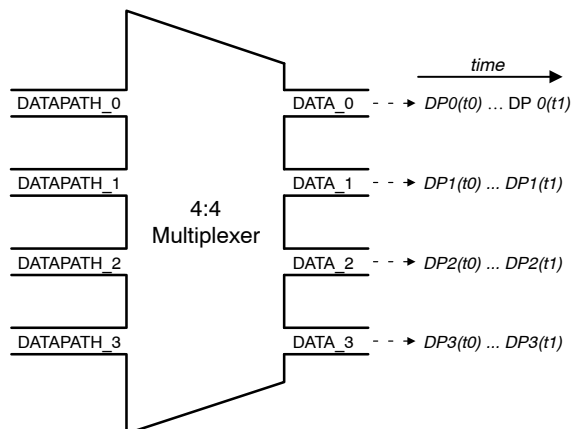 time
DATAPATH_0 DATA_0 DP0(t0) ... DP 0(t1)
DATAPATH_1 DATA_1 DP1(t0) ... DP1(t1)
4:4
Multiplexer
DATAPATH_2 DATA_2 DP2(t0) ... DP2(t1)
DATAPATH_3 DATA_3 DP3(t0) ... DP3(t1)